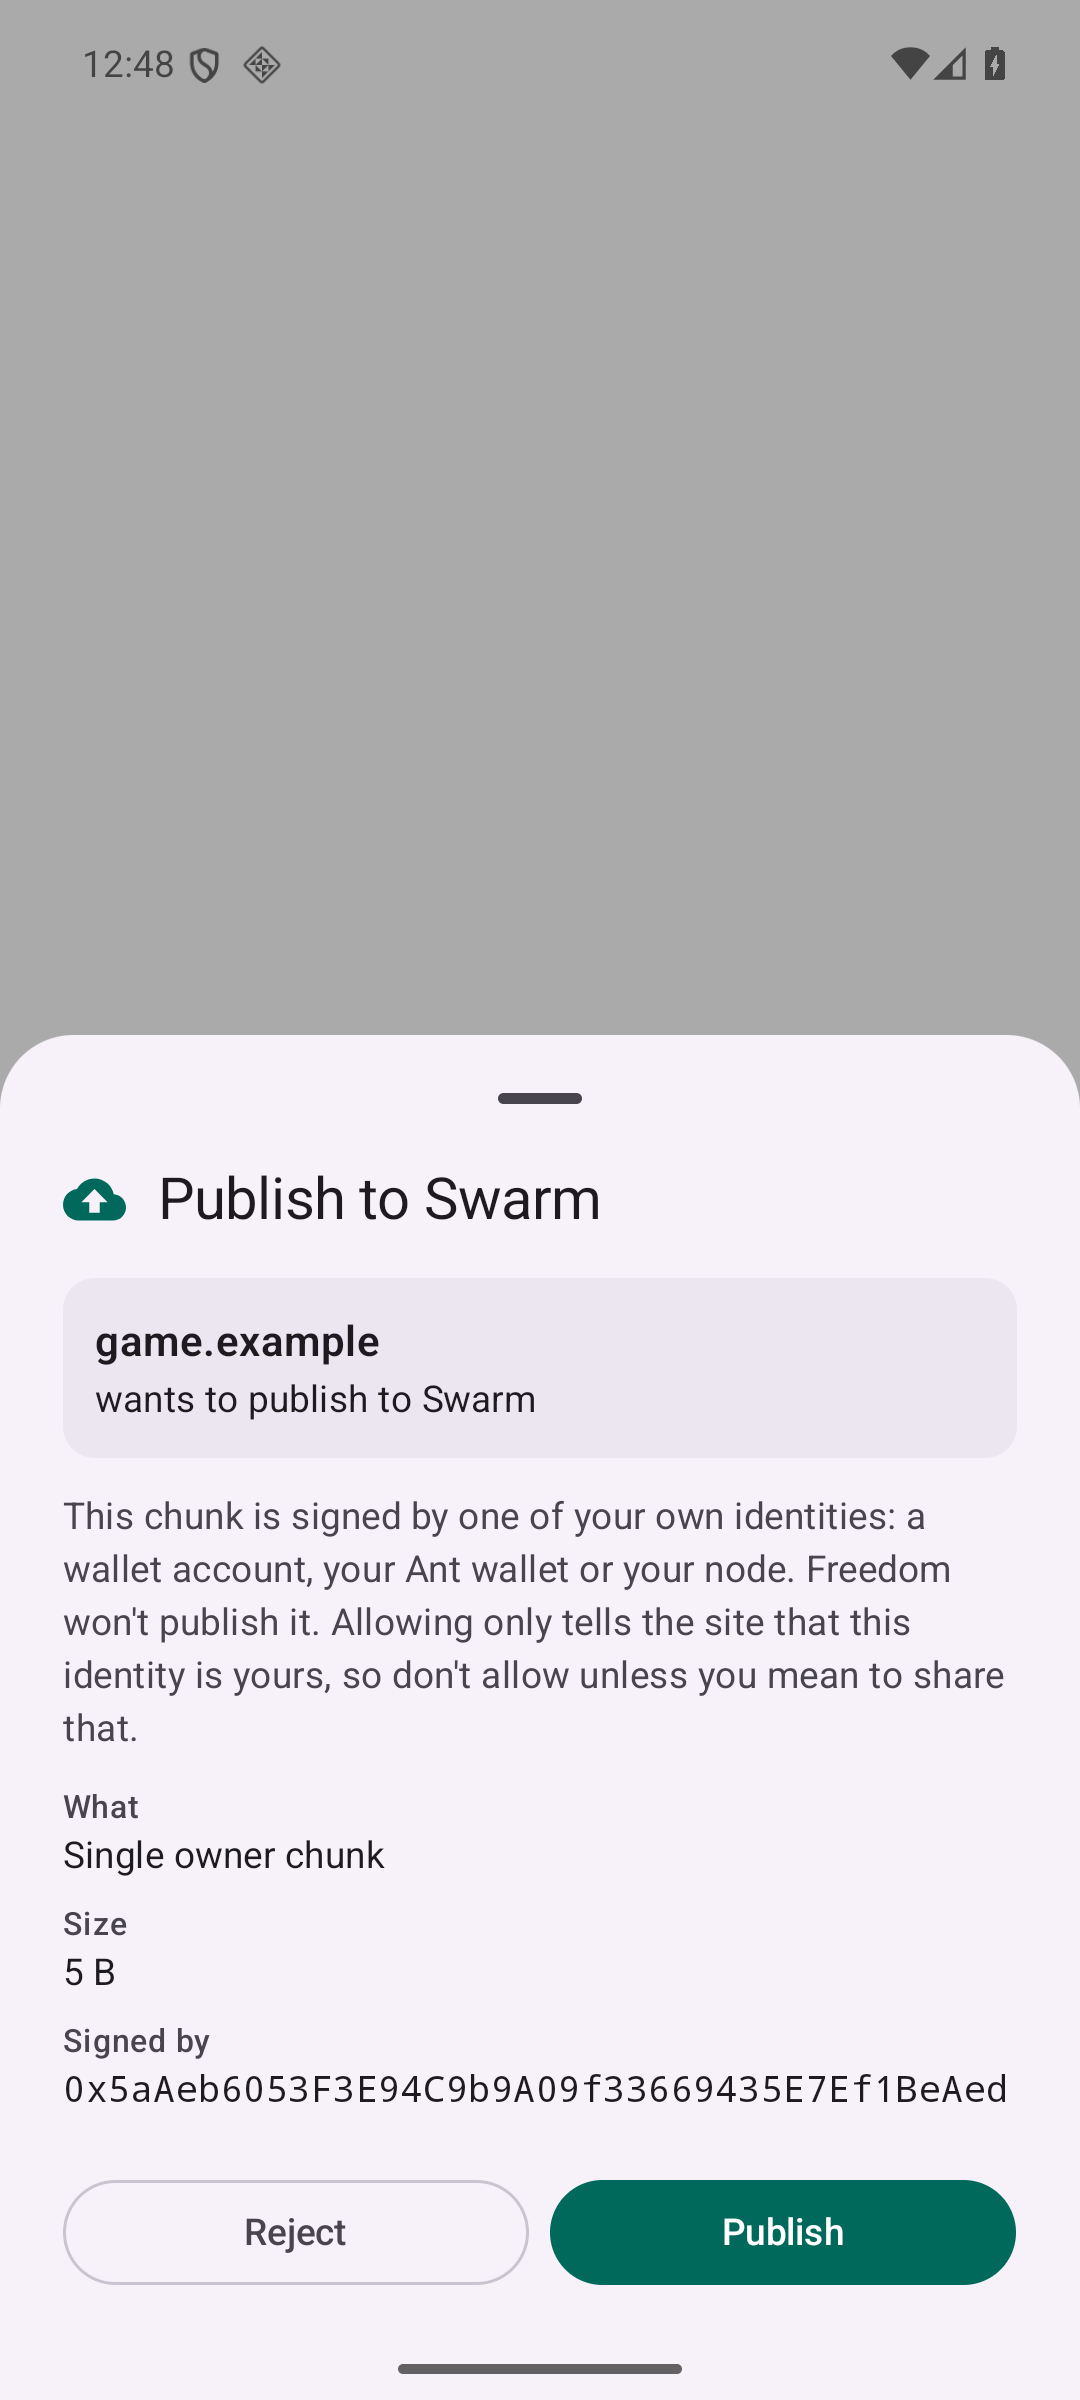 12:48
Publish to Swarm
game.example
wants to publish to Swarm
This chunk is signed by one of your own identities: a
wallet account, your Ant wallet or your node. Freedom
won't publish it. Allowing only tells the site that this
identity is yours, so don't allow unless you mean to share
that.
What
Single owner chunk
Size
5 B
Signed by
0x5aAeb6053F3E94C9b9A09f33669435E7Ef1BeAed
Reject
Publish